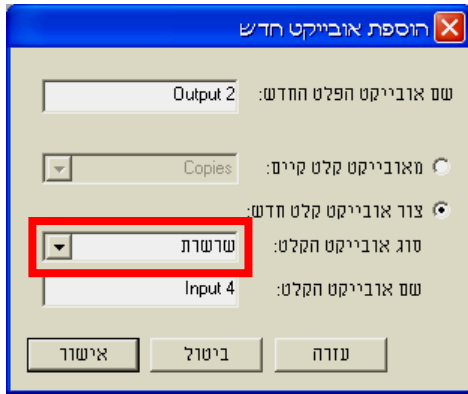 הוספת אובייקט חדש
שם אובייקט הפלט החדש: Output 2
מאובייקט קלט קיים: Copies
צור אובייקט קלט חדש:
סוג אובייקט הקלט: שרשרת
שם אובייקט הקלט: Input 4
עזרה ביטול אישור